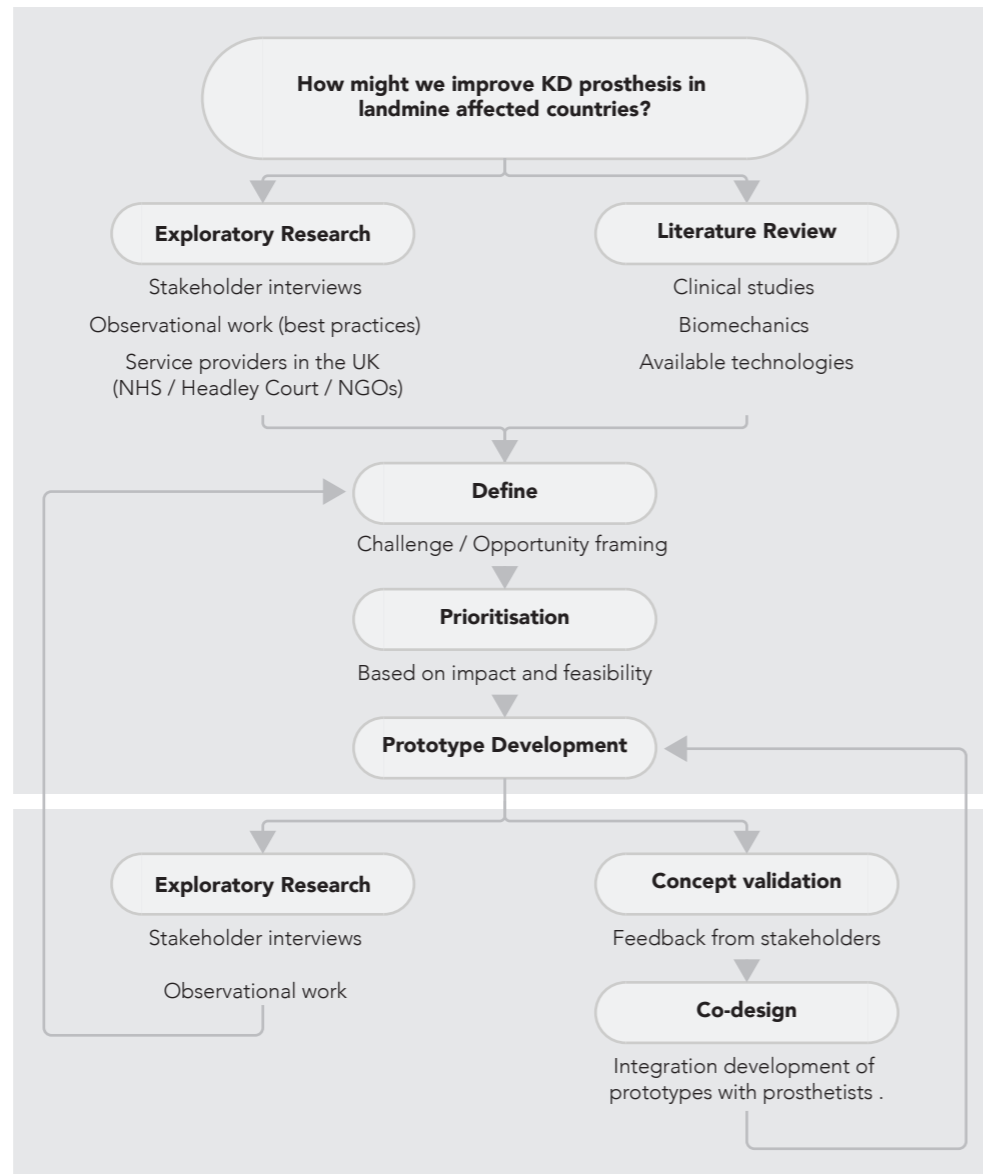 How might we improve KD prosthesis in
landmine affected countries?
Exploratory Research
Stakeholder interviews
Observational work (best practices)
Service providers in the UK
(NHS / Headley Court / NGOs)
Literature Review
Clinical studies
Biomechanics
Available technologies
Define
Challenge / Opportunity framing
Prioritisation
Based on impact and feasibility
Prototype Development
Exploratory Research
Stakeholder interviews
Observational work
Concept validation
Feedback from stakeholders
Co-design
Integration development of
prototypes with prosthetists .